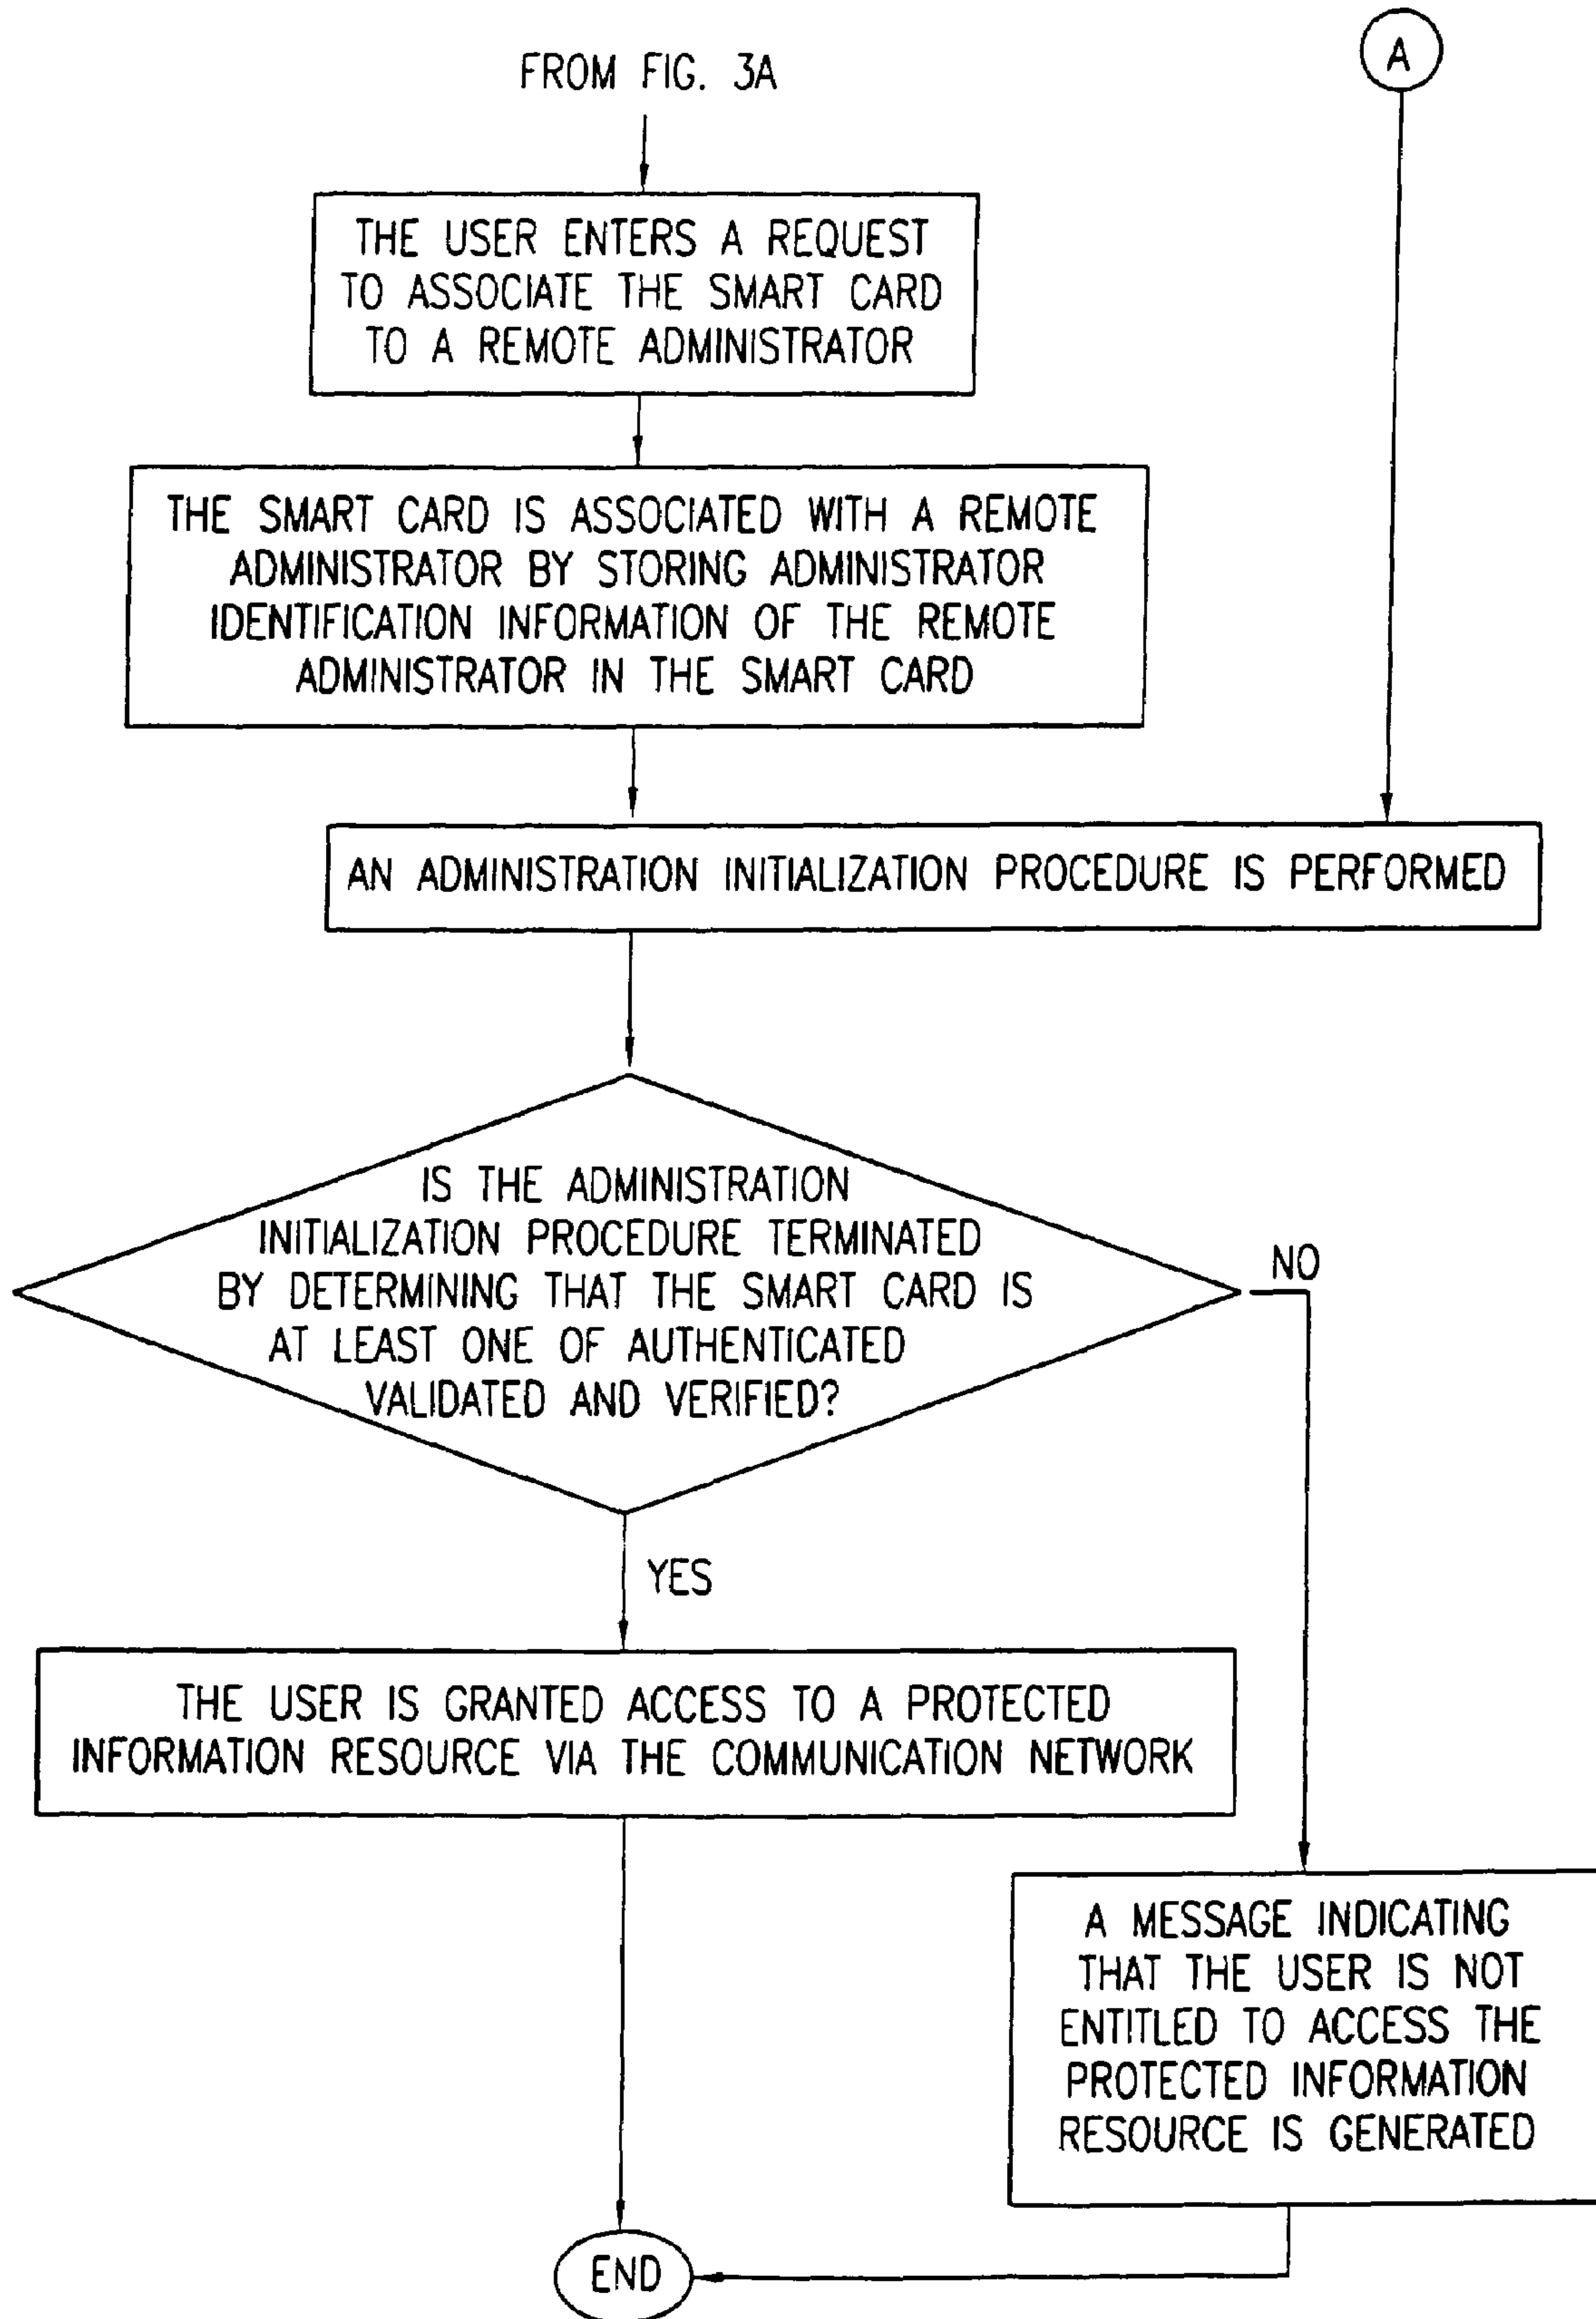 FROM FIG. 3A
A
THE USER ENTERS A REQUEST
TO ASSOCIATE THE SMART CARD
TO A REMOTE ADMINISTRATOR
THE SMART CARD IS ASSOCIATED WITH A REMOTE
ADMINISTRATOR BY STORING ADMINISTRATOR
IDENTIFICATION INFORMATION OF THE REMOTE
ADMINISTRATOR IN THE SMART CARD
AN ADMINISTRATION INITIALIZATION PROCEDURE IS PERFORMED
IS THE ADMINISTRATION
INITIALIZATION PROCEDURE TERMINATED
BY DETERMINING THAT THE SMART CARD IS
AT LEAST ONE OF AUTHENTICATED
VALIDATED AND VERIFIED?
NO
YES
THE USER IS GRANTED ACCESS TO A PROTECTED
INFORMATION RESOURCE VIA THE COMMUNICATION NETWORK
A MESSAGE INDICATING
THAT THE USER IS NOT
ENTITLED TO ACCESS THE
PROTECTED INFORMATION
RESOURCE IS GENERATED
END